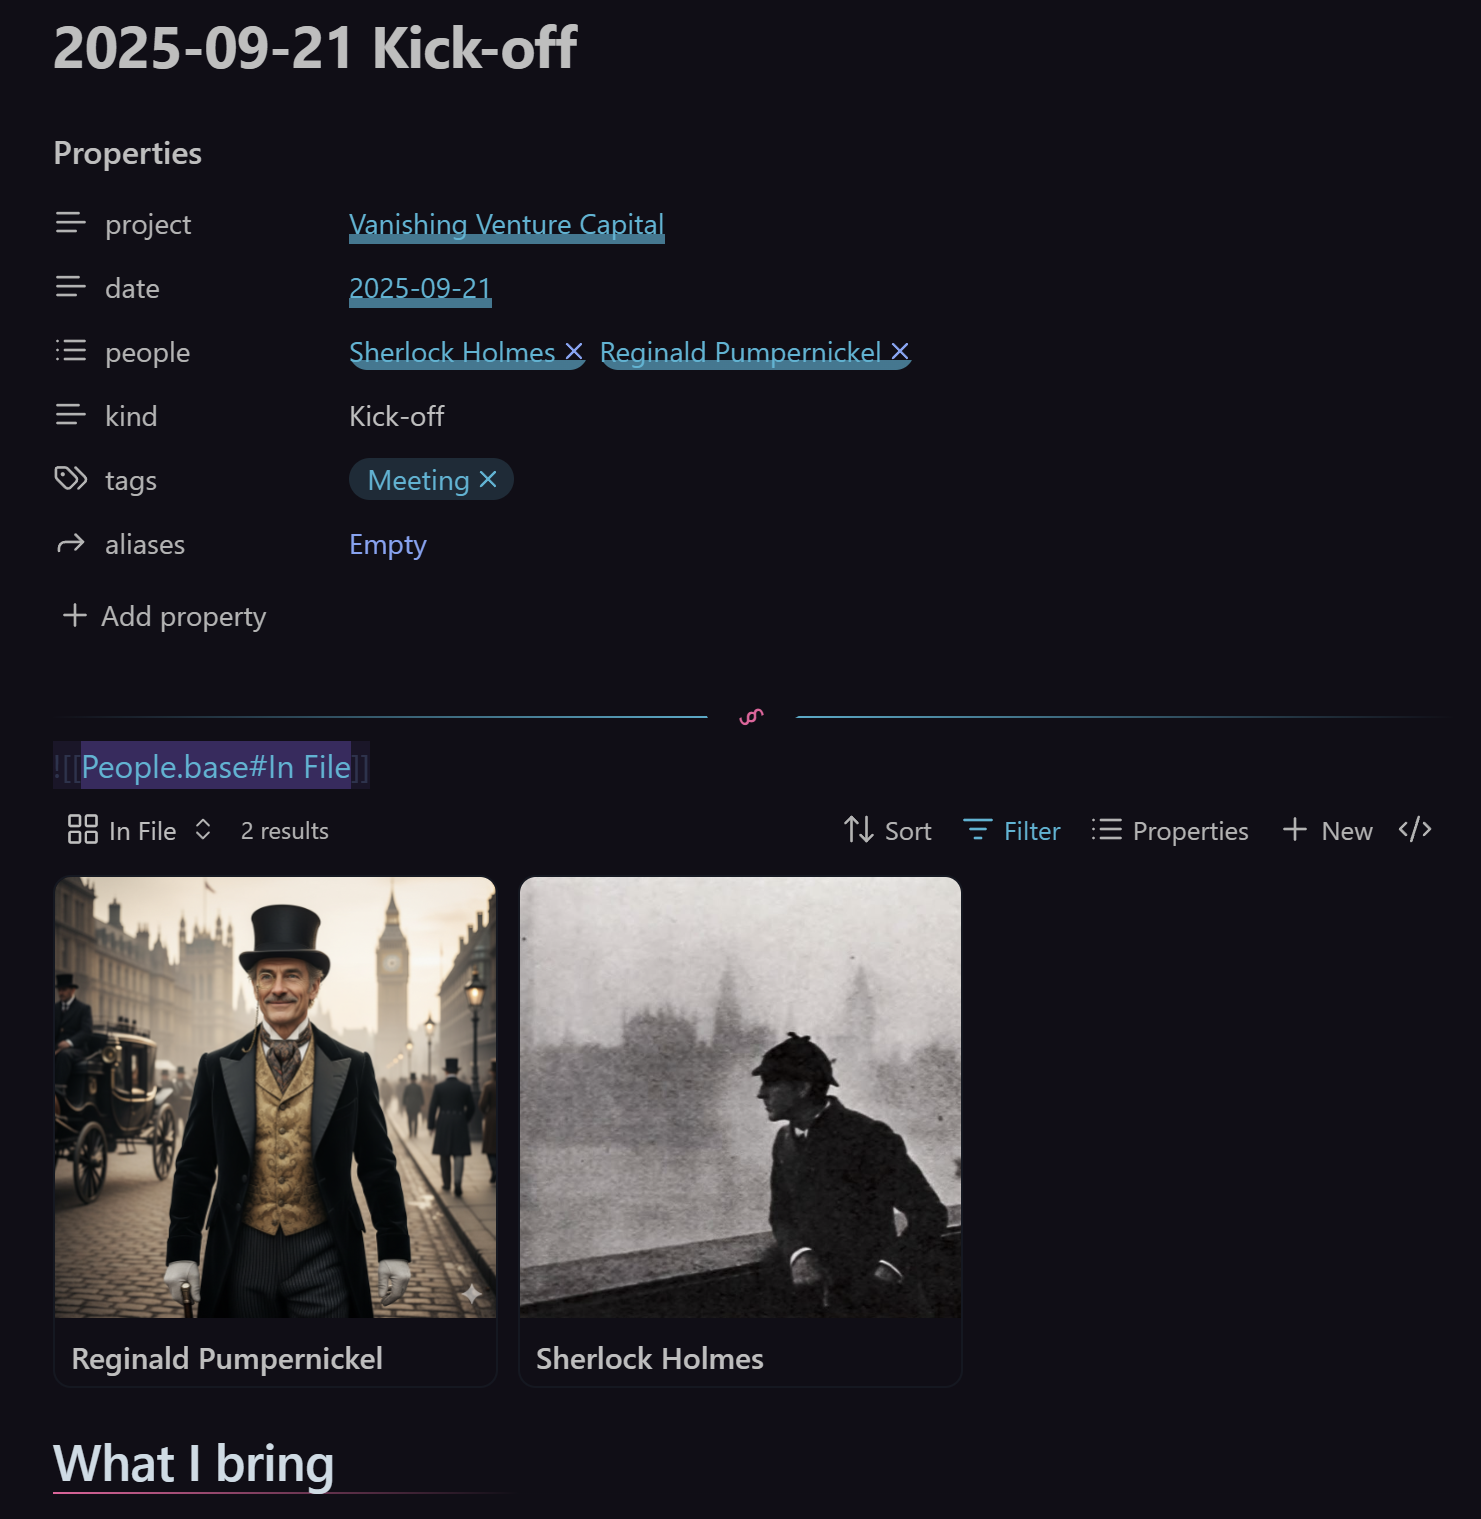 2025-09-21 Kick-off
Properties
project Vanishing Venture Capital
date 2025-09-21
people Sherlock Holmes Reginald Pumpernickel
kind Kick-off
tags Meeting
aliases Empty
Add property
![[People.base#In File]]
In File 2 results Sort Filter Properties New
Reginald Pumpernickel Sherlock Holmes
What I bring